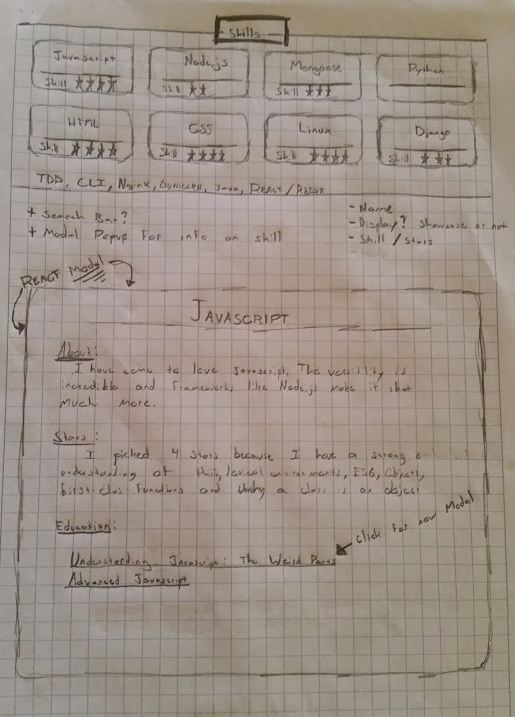 Skills
Javascript Node.js Mongoose Python
Skill ★★★★ Skill ★★ Skill ★★★
HTML CSS Linux Django
Skill ★★★★ Skill ★★★★ Skill ★★★★ Skill ★★★
TDD, CLI, Nginx, Gunicorn, Java, React/Redux
+ Search Bar?
+ Modal Popup for info on skill
- Name
- Display? Showcase or not
- Skill / Stars
REACT Modal
JAVASCRIPT
About:
I have come to love Javascript. The is
incredible and Frameworks like Node.js make it that
much more.
Stars:
I picked 4 stars because I have a strong
understanding of this, lexical environments, ES6, Objects,
first-class functions and a class is an object
Education:
Click for new Modal
Understanding Javascript: The Weird Parts
Advanced Javascript